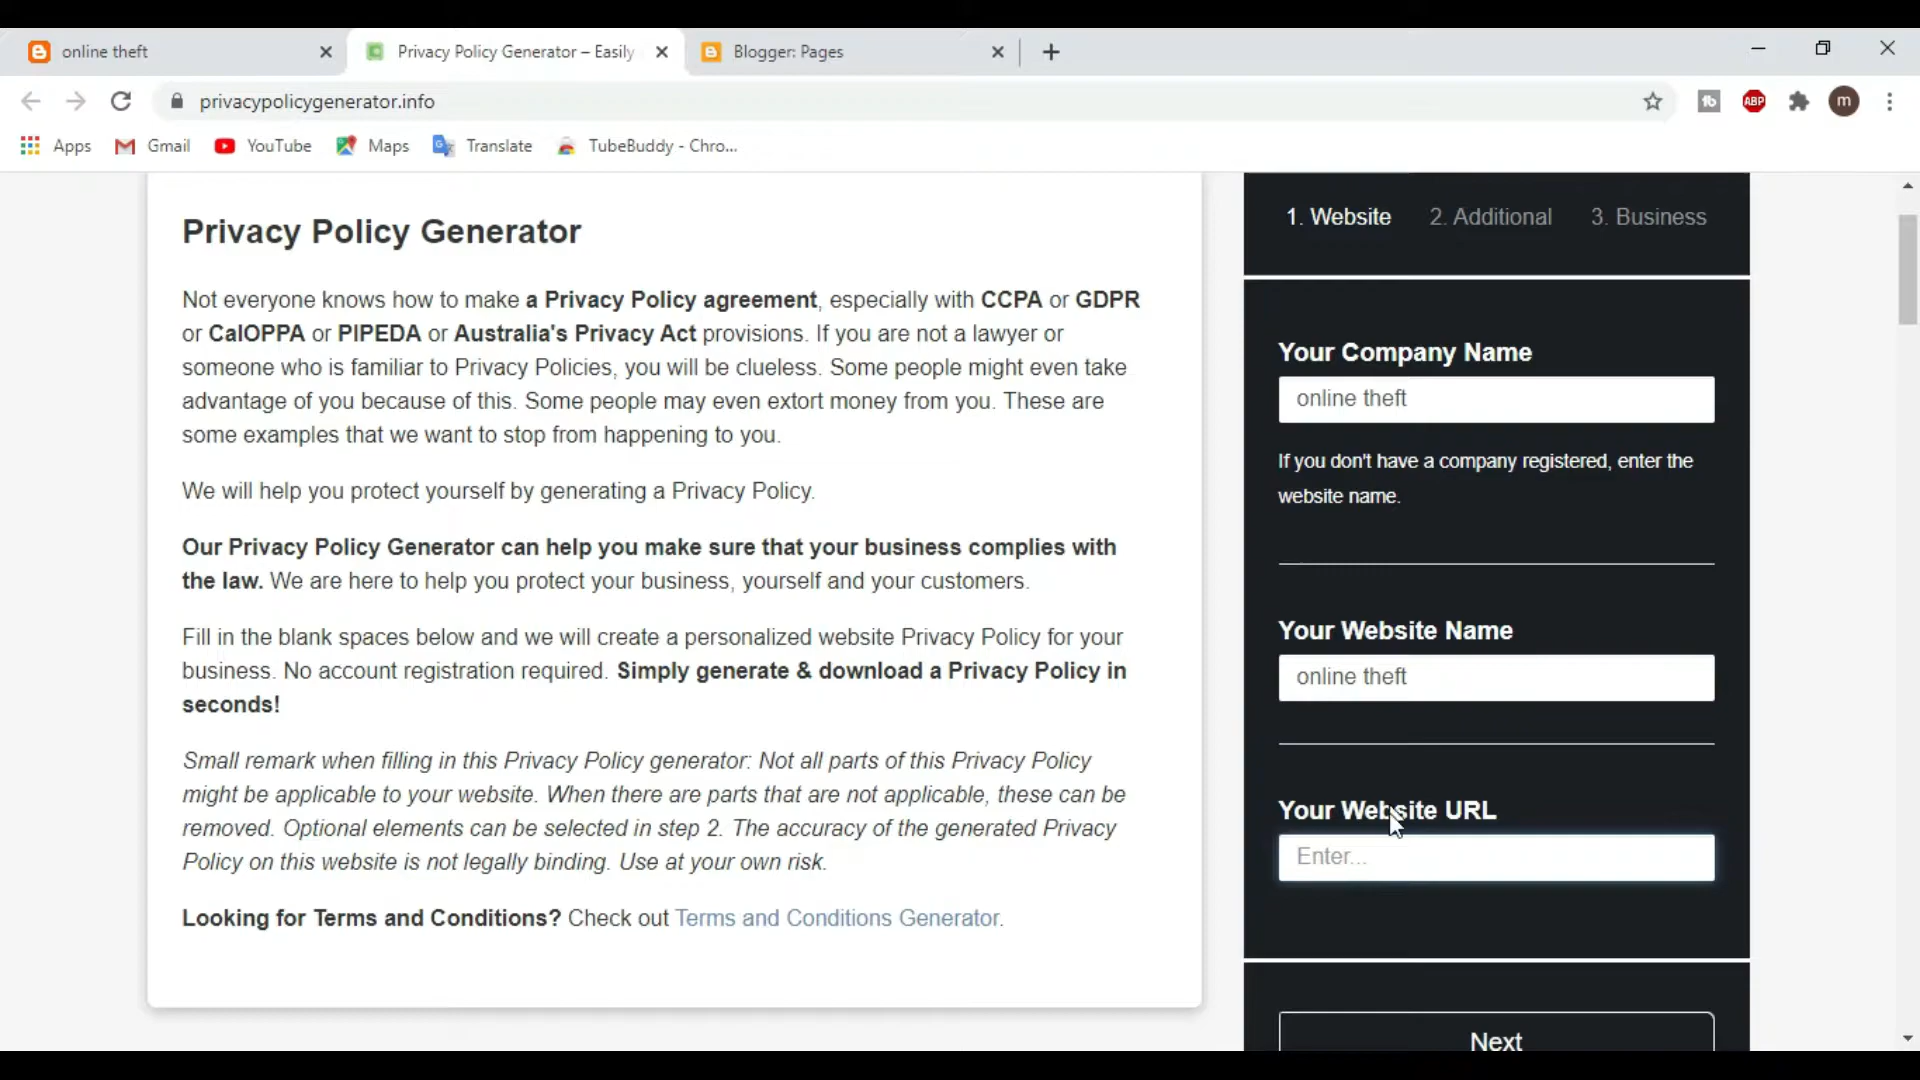 online theft
Privacy Policy Generator – Easily
Blogger: Pages
privacypolicygenerator.info
ABP
m
Apps
Gmail
YouTube
Maps
Translate
TubeBuddy - Chro...
Privacy Policy Generator
Not everyone knows how to make a Privacy Policy agreement, especially with CCPA or GDPR
or CalOPPA or PIPEDA or Australia's Privacy Act provisions. If you are not a lawyer or
someone who is familiar to Privacy Policies, you will be clueless. Some people might even take
advantage of you because of this. Some people may even extort money from you. These are
some examples that we want to stop from happening to you.
We will help you protect yourself by generating a Privacy Policy.
Our Privacy Policy Generator can help you make sure that your business complies with
the law. We are here to help you protect your business, yourself and your customers.
Fill in the blank spaces below and we will create a personalized website Privacy Policy for your
business. No account registration required. Simply generate & download a Privacy Policy in
seconds!
Small remark when filling in this Privacy Policy generator: Not all parts of this Privacy Policy
might be applicable to your website. When there are parts that are not applicable, these can be
removed. Optional elements can be selected in step 2. The accuracy of the generated Privacy
Policy on this website is not legally binding. Use at your own risk.
Looking for Terms and Conditions? Check out Terms and Conditions Generator.
1. Website
2. Additional
3. Business
Your Company Name
online theft
If you don't have a company registered, enter the
website name.
Your Website Name
online theft
Your Website URL
Enter...
Next